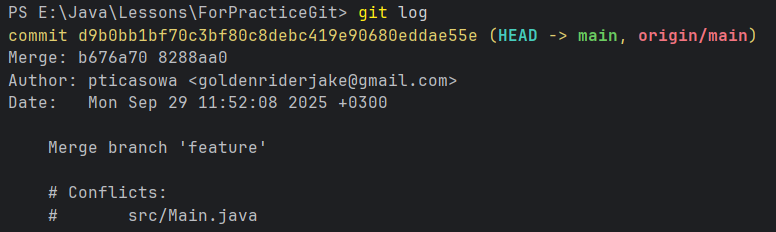 PS E:\Java\Lessons\ForPracticeGit> git log
commit d9b0bb1bf70c3bf80c8debc419e90680eddae55e (HEAD -> main, origin/main)
Merge: b676a70 8288aa0
Author: pticasowa <goldenriderjake@gmail.com>
Date:   Mon Sep 29 11:52:08 2025 +0300
    Merge branch 'feature'
    # Conflicts:
    #       src/Main.java